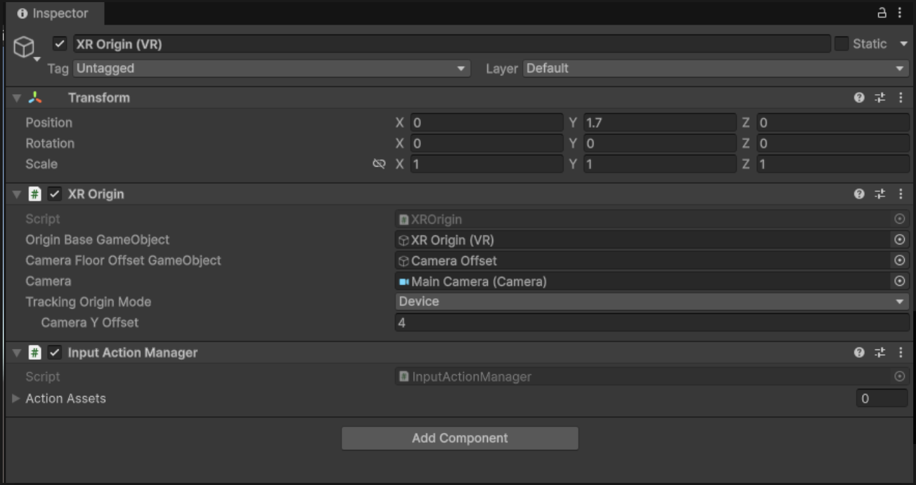 Inspector
XR Origin (VR) Static
Tag Untagged Layer Default
Transform
Position X 0 Y 1.7 Z 0
Rotation X 0 Y 0 Z 0
Scale X 1 Y 1 Z 1
# XR Origin
Script # XROrigin
Origin Base GameObject XR Origin (VR)
Camera Floor Offset GameObject Camera Offset
Camera Main Camera (Camera)
Tracking Origin Mode Device
Camera Y Offset 4
# Input Action Manager
Script # InputActionManager
Action Assets 0
Add Component